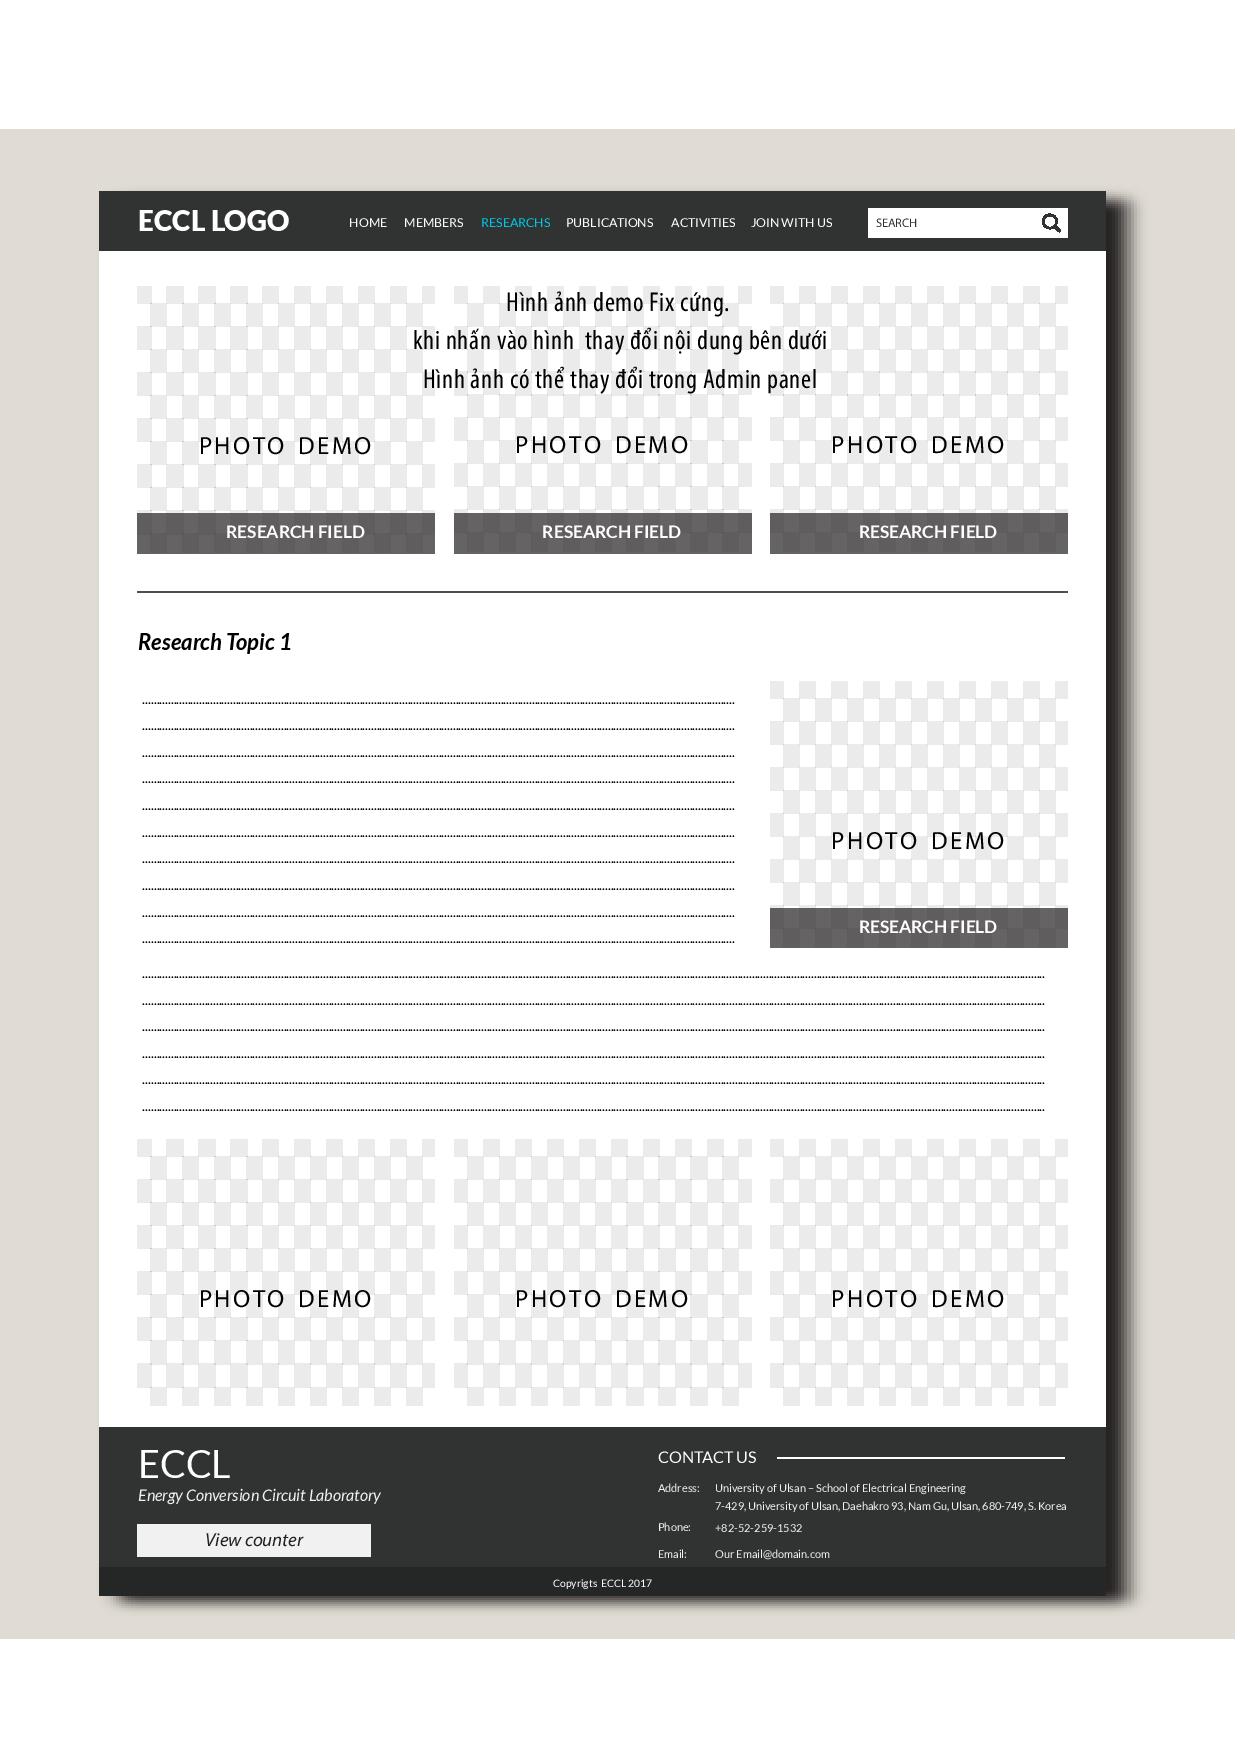 ECCL LOGO HOME MEMBERS RESEARCHS PUBLICATIONS ACTIVITIES JOIN WITH US SEARCH
Hình ảnh demo Fix cứng.
khi nhấn vào hình thay đổi nội dung bên dưới
Hình ảnh có thể thay đổi trong Admin panel
PHOTO DEMO PHOTO DEMO PHOTO DEMO
RESEARCH FIELD RESEARCH FIELD RESEARCH FIELD
Research Topic 1
PHOTO DEMO
RESEARCH FIELD
PHOTO DEMO PHOTO DEMO PHOTO DEMO
ECCL
Energy Conversion Circuit Laboratory
View counter
CONTACT US
Address: University of Ulsan – School of Electrical Engineering
7-429, University of Ulsan, Daehakro 93, Nam Gu, Ulsan, 680-749, S. Korea
Phone: +82-52-259-1532
Email: Our Email@domain.com
Copyrigts ECCL 2017